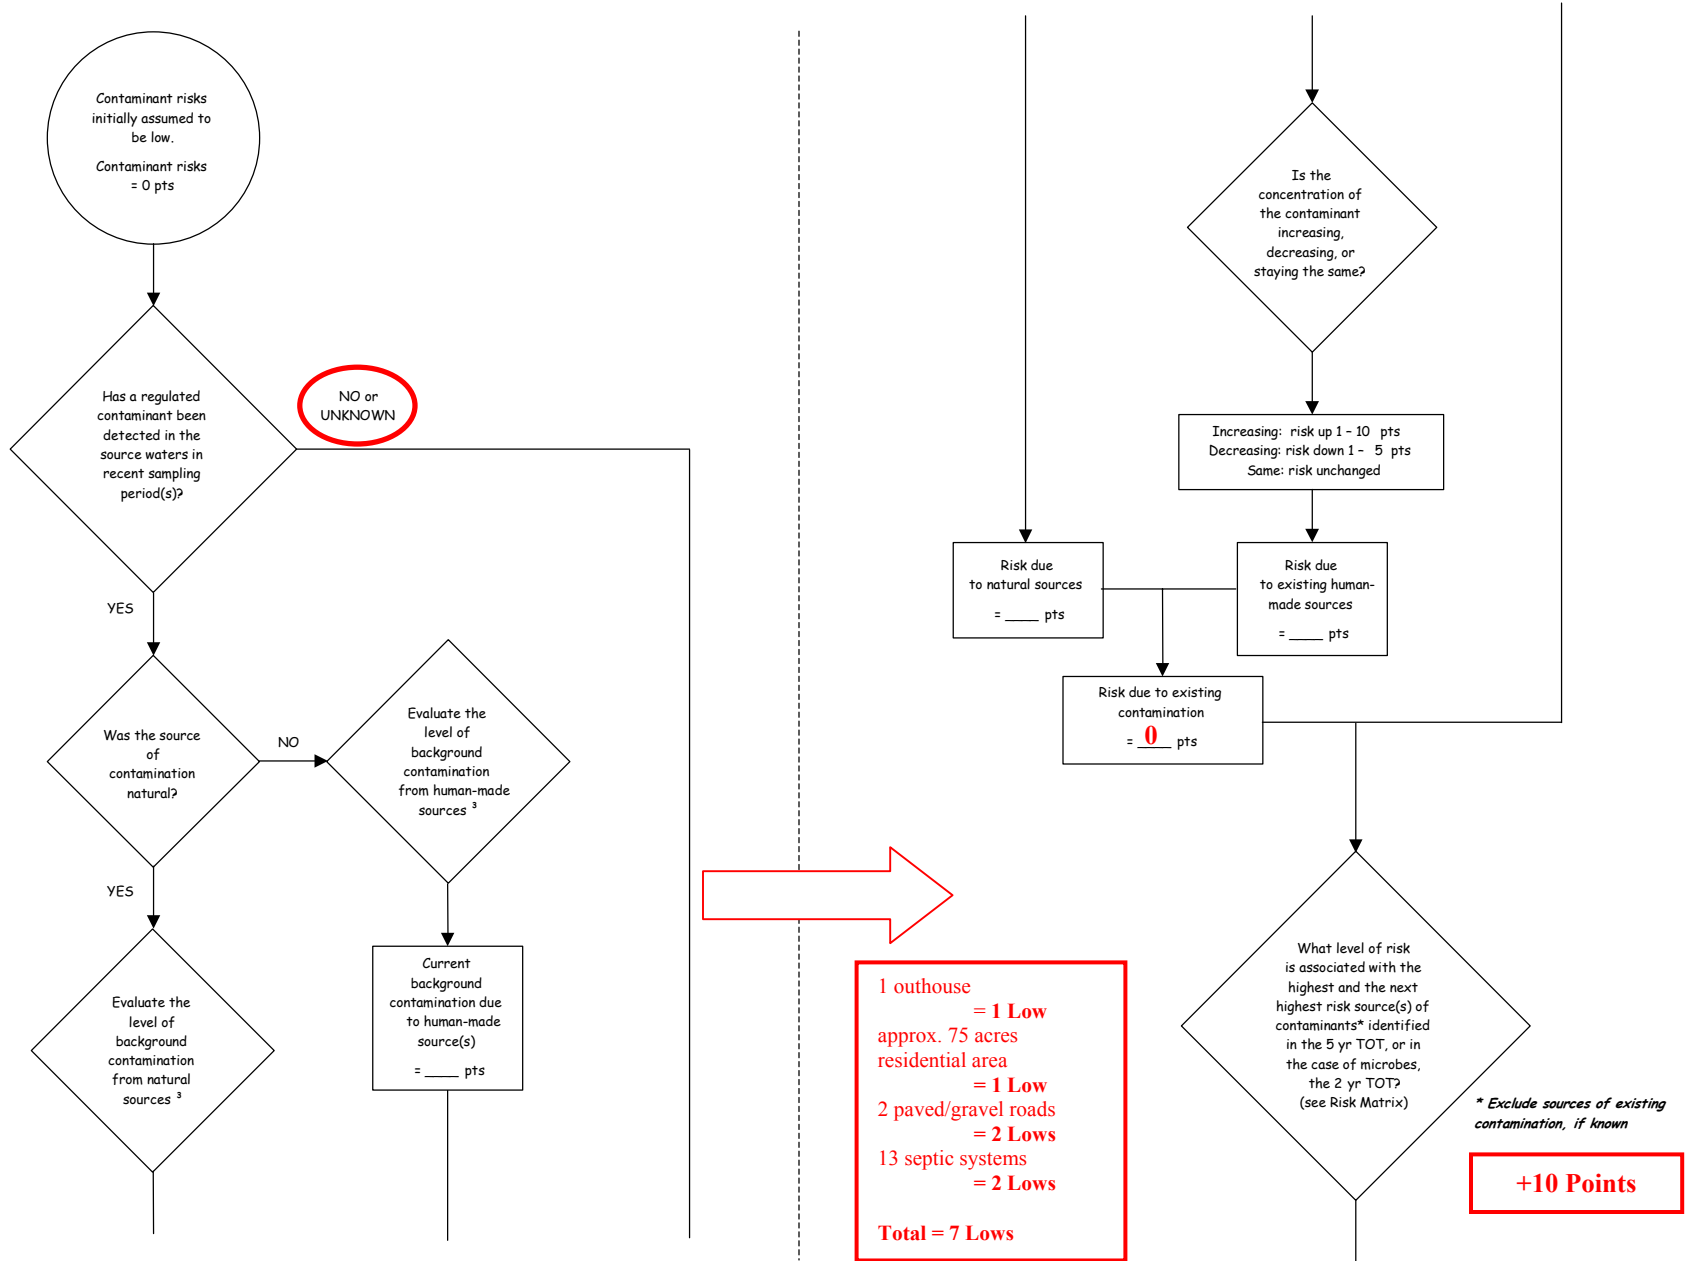 Contaminant risks
initially assumed to
be low.
Contaminant risks
= 0 pts
Has a regulated
contaminant been
detected in the
source waters in
recent sampling
period(s)?
NO or
UNKNOWN
YES
Was the source
of
contamination
natural?
NO
Evaluate the
level of
background
contamination
from human-made
sources ³
YES
Evaluate the
level of
background
contamination
from natural
sources ³
Current
background
contamination due
to human-made
source(s)
= ____ pts
Is the
concentration of
the contaminant
increasing,
decreasing, or
staying the same?
Increasing: risk up 1 – 10 pts
Decreasing: risk down 1 – 5 pts
Same: risk unchanged
Risk due
to natural sources
= ____ pts
Risk due
to existing human-
made sources
= ____ pts
Risk due to existing
contamination
= 0 pts
1 outhouse
= 1 Low
approx. 75 acres
residential area
= 1 Low
2 paved/gravel roads
= 2 Lows
13 septic systems
= 2 Lows
Total = 7 Lows
What level of risk
is associated with the
highest and the next
highest risk source(s) of
contaminants* identified
in the 5 yr TOT, or in
the case of microbes,
the 2 yr TOT?
(see Risk Matrix)
* Exclude sources of existing
contamination, if known
+10 Points